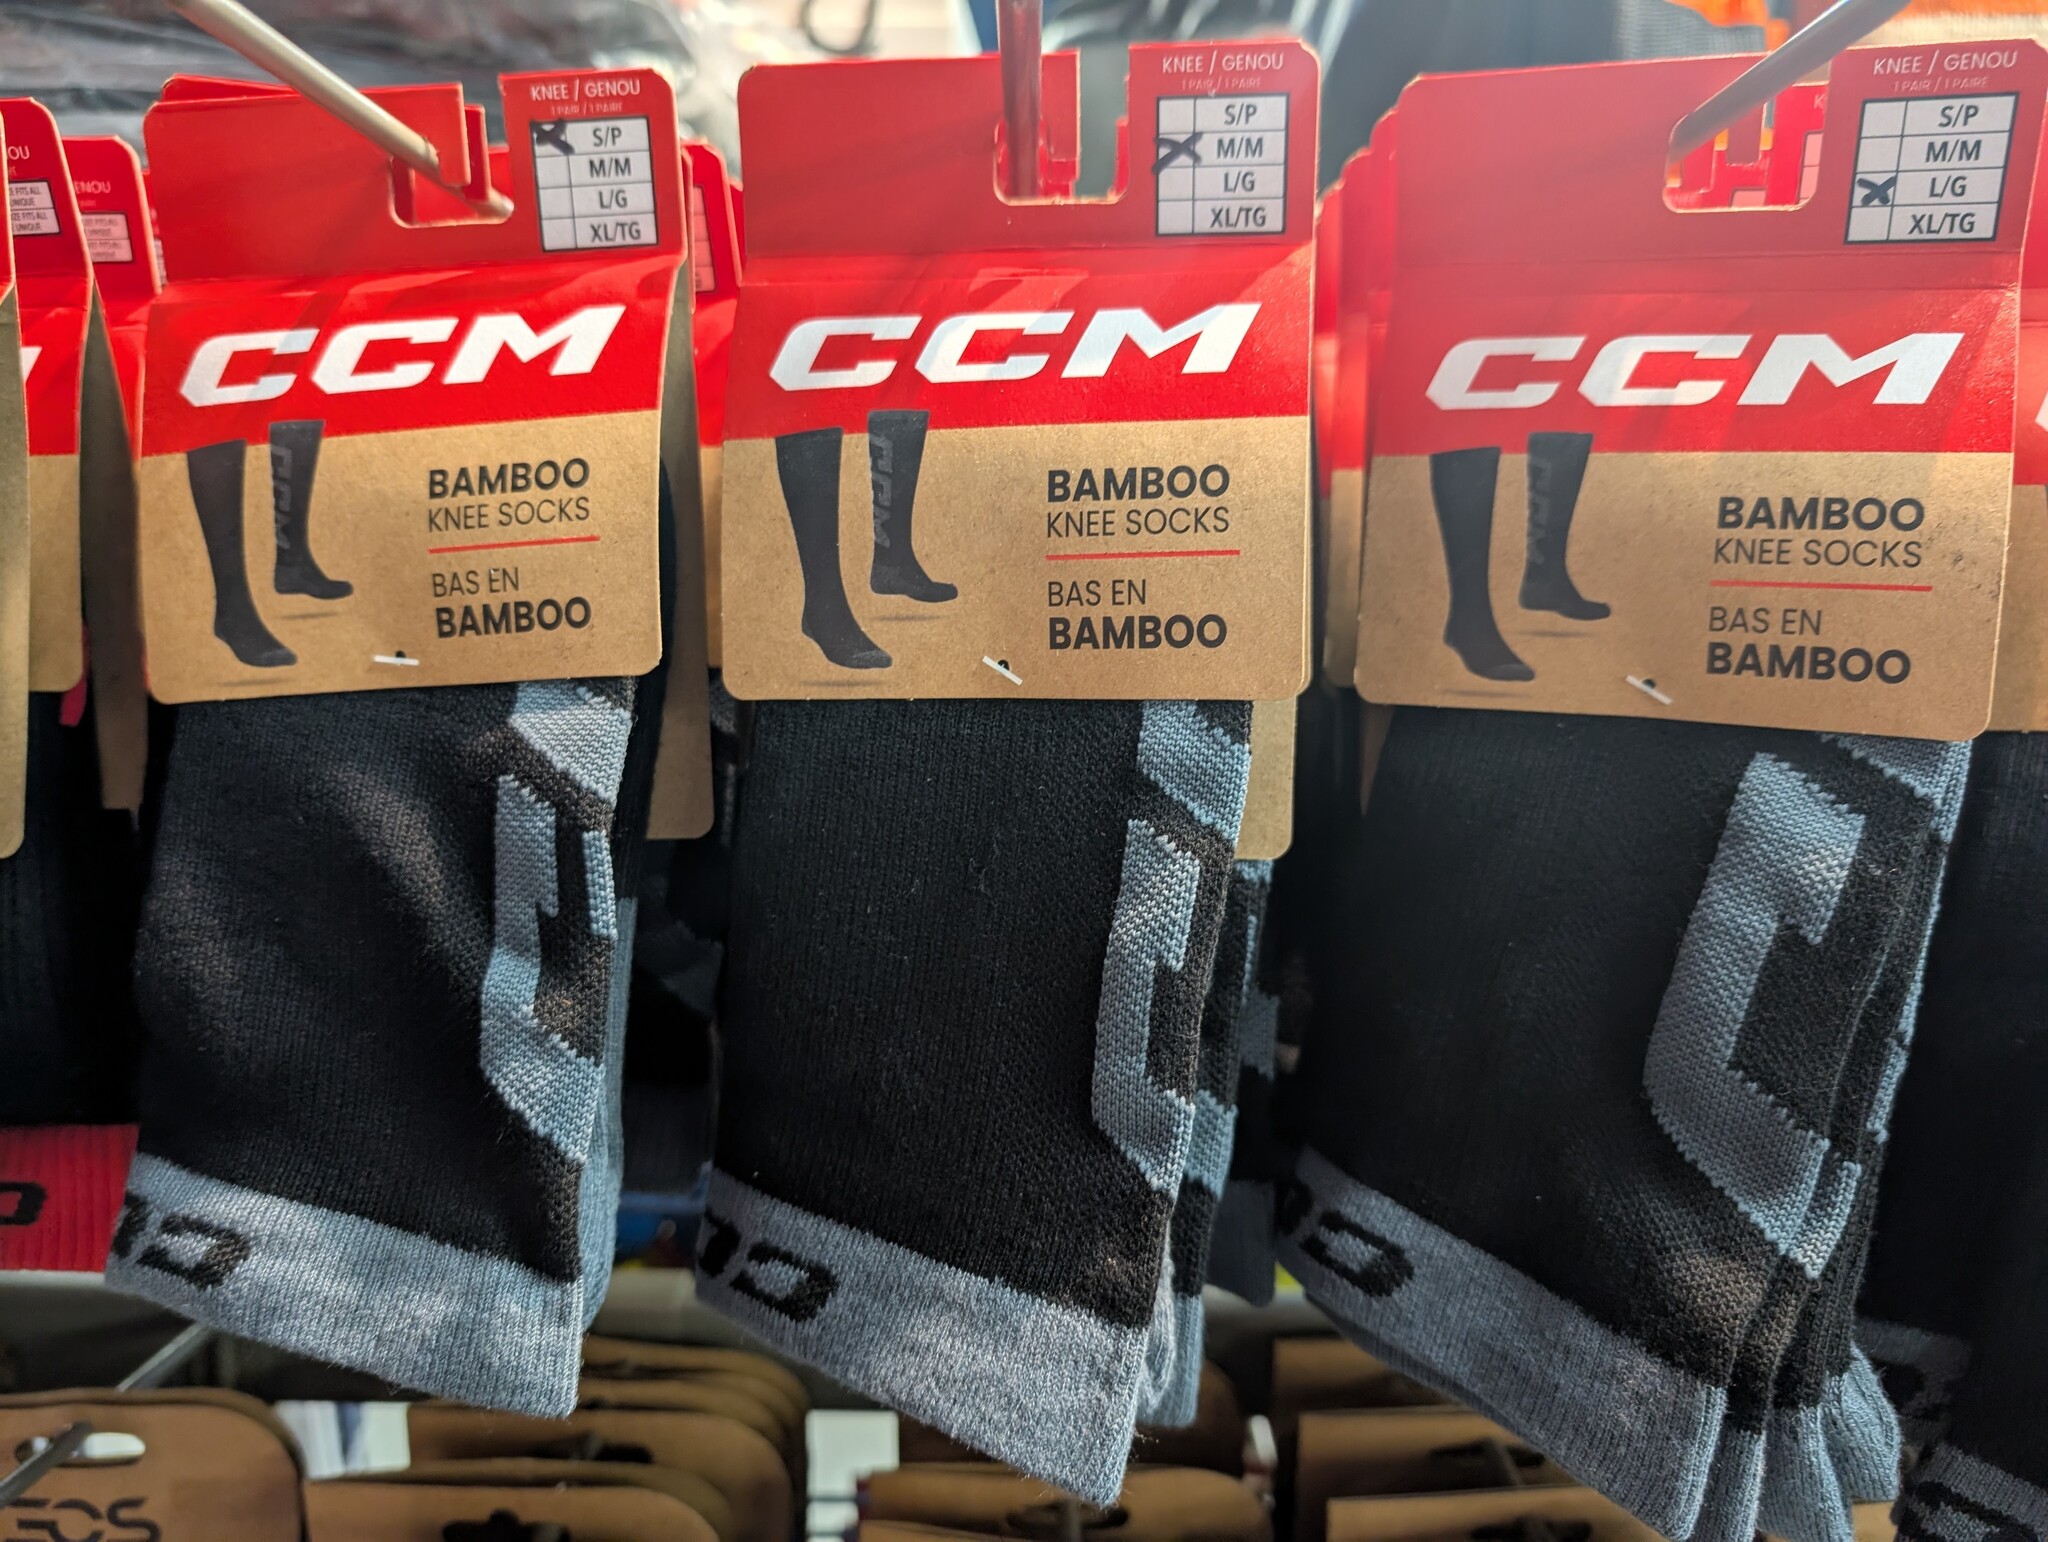 KNEE / GENOU
1 PAIR / 1 PAIRE
S/P
M/M
L/G
XL/TG
CCM
BAMBOO
KNEE SOCKS
BAS EN
BAMBOO
KNEE / GENOU
1 PAIR / 1 PAIRE
S/P
M/M
L/G
XL/TG
CCM
BAMBOO
KNEE SOCKS
BAS EN
BAMBOO
KNEE / GENOU
1 PAIR / 1 PAIRE
S/P
M/M
L/G
XL/TG
CCM
BAMBOO
KNEE SOCKS
BAS EN
BAMBOO